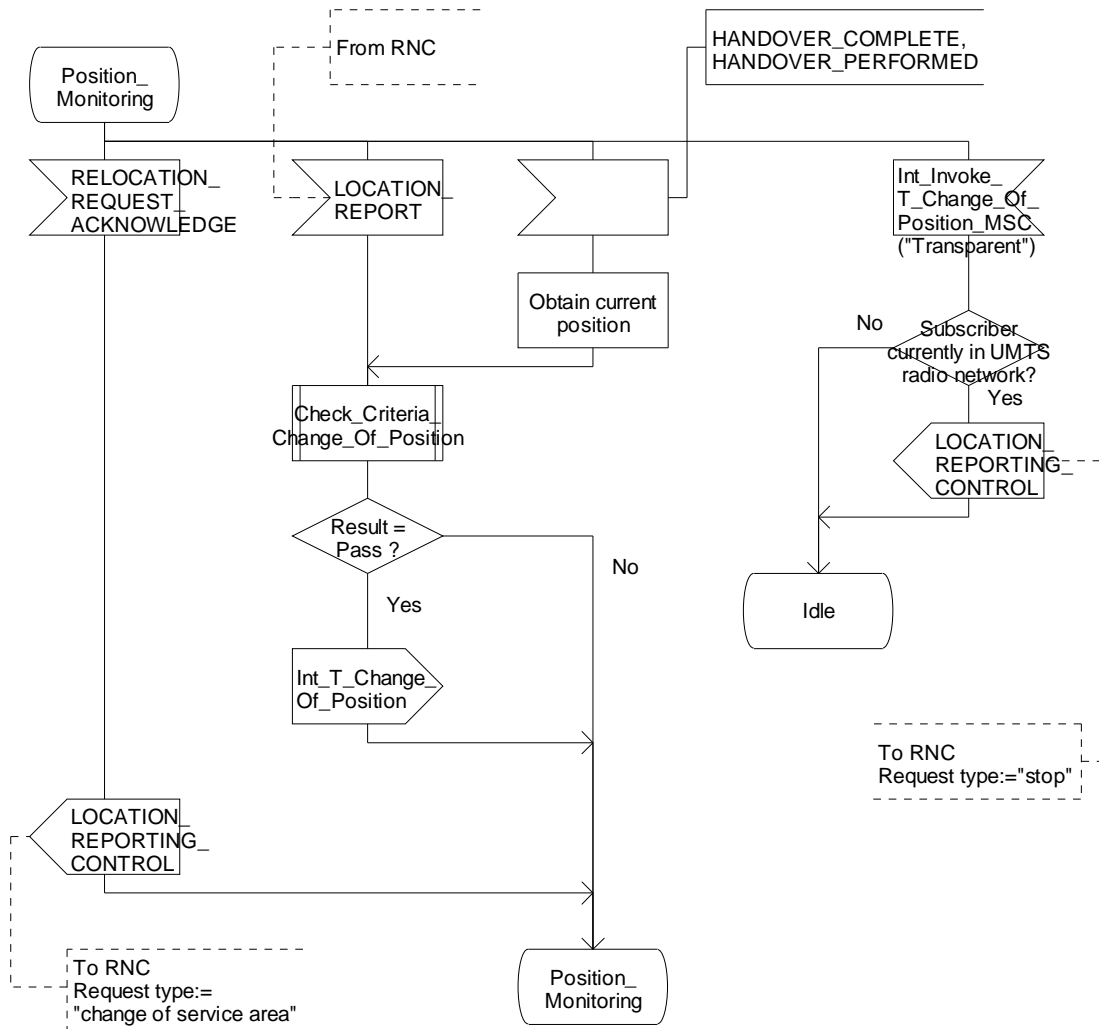 From RNC
HANDOVER_COMPLETE,
HANDOVER_PERFORMED
Position_
Monitoring
RELOCATION_
REQUEST_
ACKNOWLEDGE
LOCATION_
REPORT
Int_Invoke_
T_Change_Of_
Position_MSC
("Transparent")
Obtain current
position
No
Subscriber
currently in UMTS
radio network?
Yes
Check_Criteria_
Change_Of_Position
LOCATION_
REPORTING_
CONTROL
Result =
Pass ?
No
Yes
Idle
Int_T_Change_
Of_Position
To RNC
Request type:="stop"
LOCATION_
REPORTING_
CONTROL
To RNC
Request type:=
"change of service area"
Position_
Monitoring